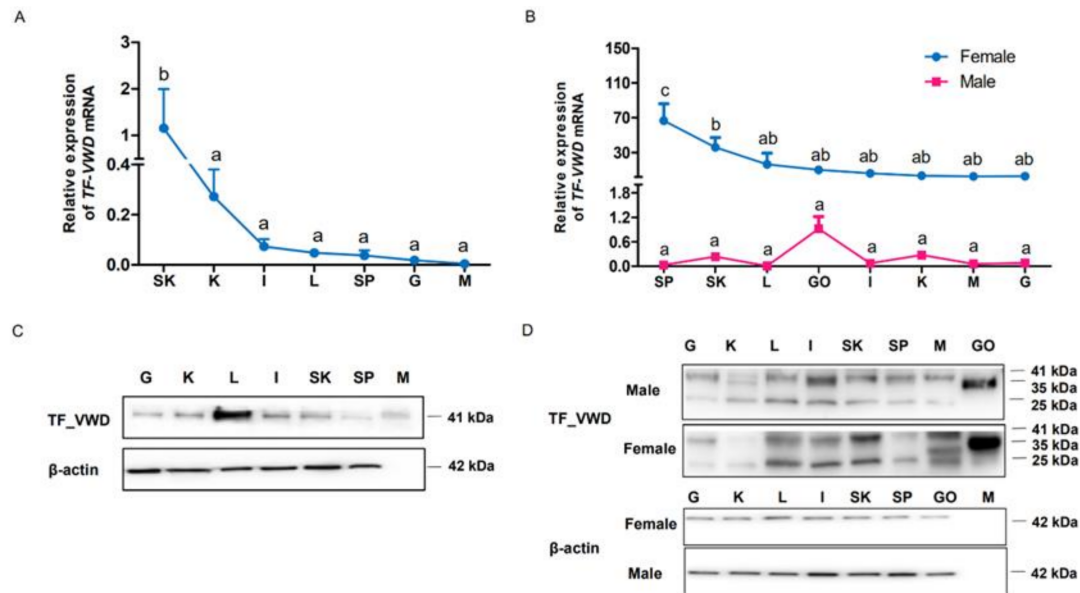 A
Relative expression
of TF-VWD mRNA
3
2
1
0.4
0.2
0.0
b
a
a
a
a
a
a
SK K I L SP G M
B
Relative expression
of TF-VWD mRNA
150
110
70
30
1.8
1.2
0.6
0.0
Female
Male
c
b
ab
ab
ab
ab
ab
ab
a
a
a
a
a
a
a
a
SP SK L GO I K M G
C
G K L I SK SP M
TF_VWD
41 kDa
β-actin
42 kDa
D
G K L I SK SP M GO
TF_VWD
Male
41 kDa
35 kDa
25 kDa
Female
41 kDa
35 kDa
25 kDa
G K L I SK SP GO M
β-actin
Female
42 kDa
Male
42 kDa